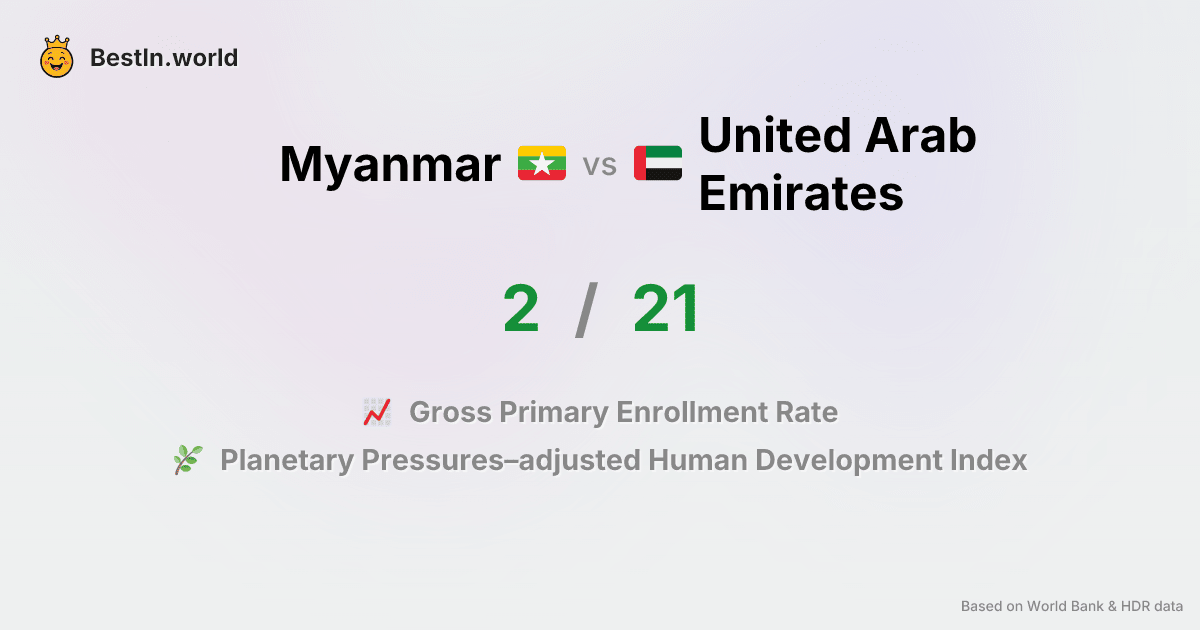 BestIn.world
Myanmar vs United Arab
Emirates
2 / 21
Gross Primary Enrollment Rate
Planetary Pressures–adjusted Human Development Index
Based on World Bank & HDR data